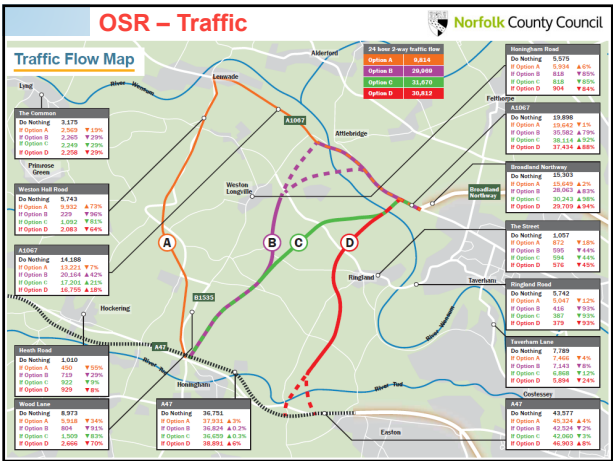 OSR – Traffic
Norfolk County Council
Traffic Flow Map
24 hour 2-way traffic flow
Option A 9,814
Option B 29,969
Option C 31,670
Option D 30,812
Honingham Road
Do Nothing 5,575
If Option A 5,934 ▲6%
If Option B 818 ▼85%
If Option C 818 ▼85%
If Option D 904 ▼84%
A1067
Do Nothing 19,898
If Option A 19,642 ▼1%
If Option B 35,582 ▲79%
If Option C 38,114 ▲92%
If Option D 37,434 ▲88%
Broadland Northway
Do Nothing 15,303
If Option A 15,649 ▲2%
If Option B 28,063 ▲83%
If Option C 30,243 ▲98%
If Option D 29,709 ▲94%
The Street
Do Nothing 1,057
If Option A 872 ▼18%
If Option B 595 ▼44%
If Option C 594 ▼44%
If Option D 576 ▼45%
Ringland Road
Do Nothing 5,742
If Option A 5,047 ▼12%
If Option B 416 ▼93%
If Option C 387 ▼93%
If Option D 379 ▼93%
Taverham Lane
Do Nothing 7,789
If Option A 7,466 ▼4%
If Option B 7,143 ▼8%
If Option C 6,868 ▼12%
If Option D 5,894 ▼24%
A47
Do Nothing 43,577
If Option A 45,324 ▲4%
If Option B 42,524 ▼2%
If Option C 42,060 ▼3%
If Option D 46,903 ▲8%
The Common
Do Nothing 3,175
If Option A 2,569 ▼19%
If Option B 2,265 ▼29%
If Option C 2,249 ▼29%
If Option D 2,258 ▼29%
Weston Hall Road
Do Nothing 5,743
If Option A 9,932 ▲73%
If Option B 229 ▼96%
If Option C 1,092 ▼81%
If Option D 2,083 ▼64%
A1067
Do Nothing 14,188
If Option A 13,221 ▼7%
If Option B 20,164 ▲42%
If Option C 17,201 ▲21%
If Option D 16,755 ▲18%
Heath Road
Do Nothing 1,010
If Option A 450 ▼55%
If Option B 719 ▼29%
If Option C 922 ▼9%
If Option D 929 ▼8%
Wood Lane
Do Nothing 8,973
If Option A 5,918 ▼34%
If Option B 804 ▼91%
If Option C 1,509 ▼83%
If Option D 2,666 ▼70%
A47
Do Nothing 36,751
If Option A 37,931 ▲3%
If Option B 36,824 ▲0.2%
If Option C 36,659 ▲0.3%
If Option D 38,891 ▲6%
Lyng
River Wensum
Lenwade
Alderford
Felthorpe
A1067
Attlebridge
Primrose
Green
Weston
Longville
Broadland
Northway
A
B
C
D
Ringland
Taverham
River Wensum
Hockering
B1535
A47
River Tud
Honingham
River Tud
Costessey
Easton